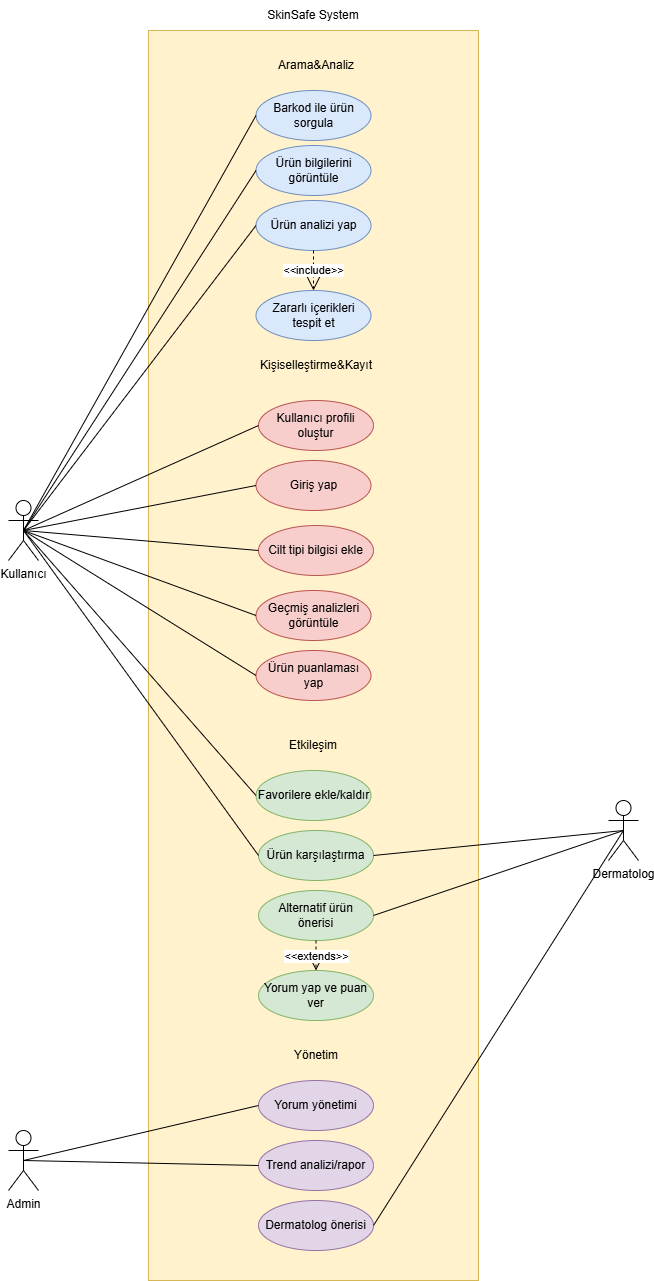 SkinSafe System
Arama&Analiz
Barkod ile ürün
sorgula
Ürün bilgilerini
görüntüle
Ürün analizi yap
<<include>>
Zararlı içerikleri
tespit et
Kişiselleştirme&Kayıt
Kullanıcı profili
oluştur
Giriş yap
Cilt tipi bilgisi ekle
Kullanıcı
Geçmiş analizleri
görüntüle
Ürün puanlaması
yap
Etkileşim
Favorilere ekle/kaldır
Ürün karşılaştırma
Dermatolog
Alternatif ürün
önerisi
<<extends>>
Yorum yap ve puan
ver
Yönetim
Yorum yönetimi
Trend analizi/rapor
Admin
Dermatolog önerisi